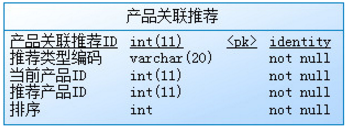 产品关联推荐
产品关联推荐ID int(11) <pk> identity
推荐类型编码 varchar(20) not null
当前产品ID int(11) not null
推荐产品ID int(11) not null
排序 int not null